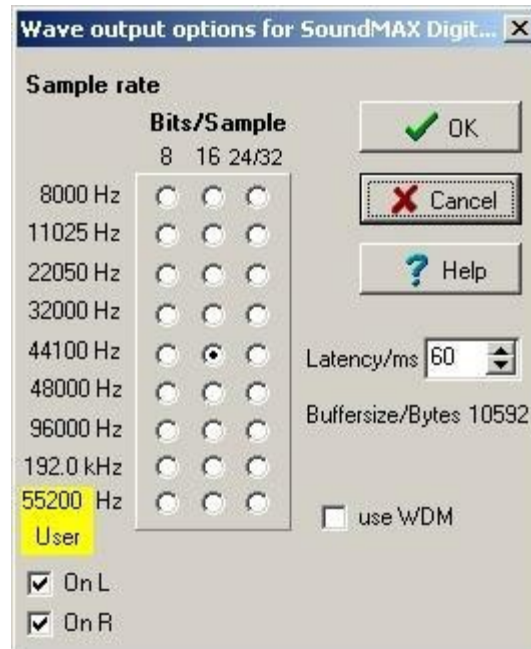 Wave output options for SoundMAX Digit...
Sample rate
Bits/Sample
8 16 24/32
8000 Hz
11025 Hz
22050 Hz
32000 Hz
44100 Hz
48000 Hz
96000 Hz
192.0 kHz
55200 Hz
User
On L
On R
OK
Cancel
? Help
Latency/ms 60
Buffersize/Bytes 10592
use WDM